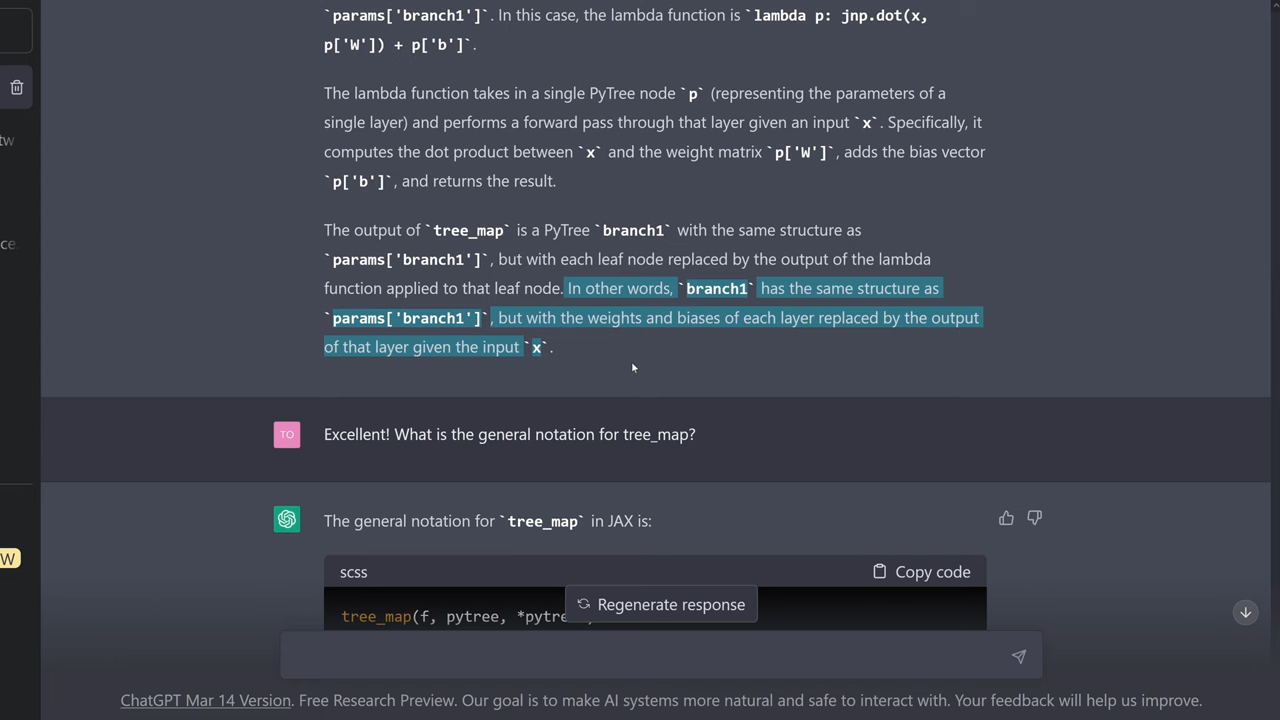 `params['branch1']`. In this case, the lambda function is `lambda p: jnp.dot(x,
p['W']) + p['b']`.
The lambda function takes in a single PyTree node `p` (representing the parameters of a
single layer) and performs a forward pass through that layer given an input `x`. Specifically, it
computes the dot product between `x` and the weight matrix `p['W']`, adds the bias vector
`p['b']`, and returns the result.
tw
The output of `tree_map` is a PyTree `branch1` with the same structure as
ce.
`params['branch1']`, but with each leaf node replaced by the output of the lambda
function applied to that leaf node. In other words, `branch1` has the same structure as
`params['branch1']`, but with the weights and biases of each layer replaced by the output
of that layer given the input `x`.
TO
Excellent! What is the general notation for tree_map?
The general notation for `tree_map` in JAX is:
W
scss
Copy code
tree_map(f, pytree, *pytre
Regenerate response
ChatGPT Mar 14 Version. Free Research Preview. Our goal is to make AI systems more natural and safe to interact with. Your feedback will help us improve.